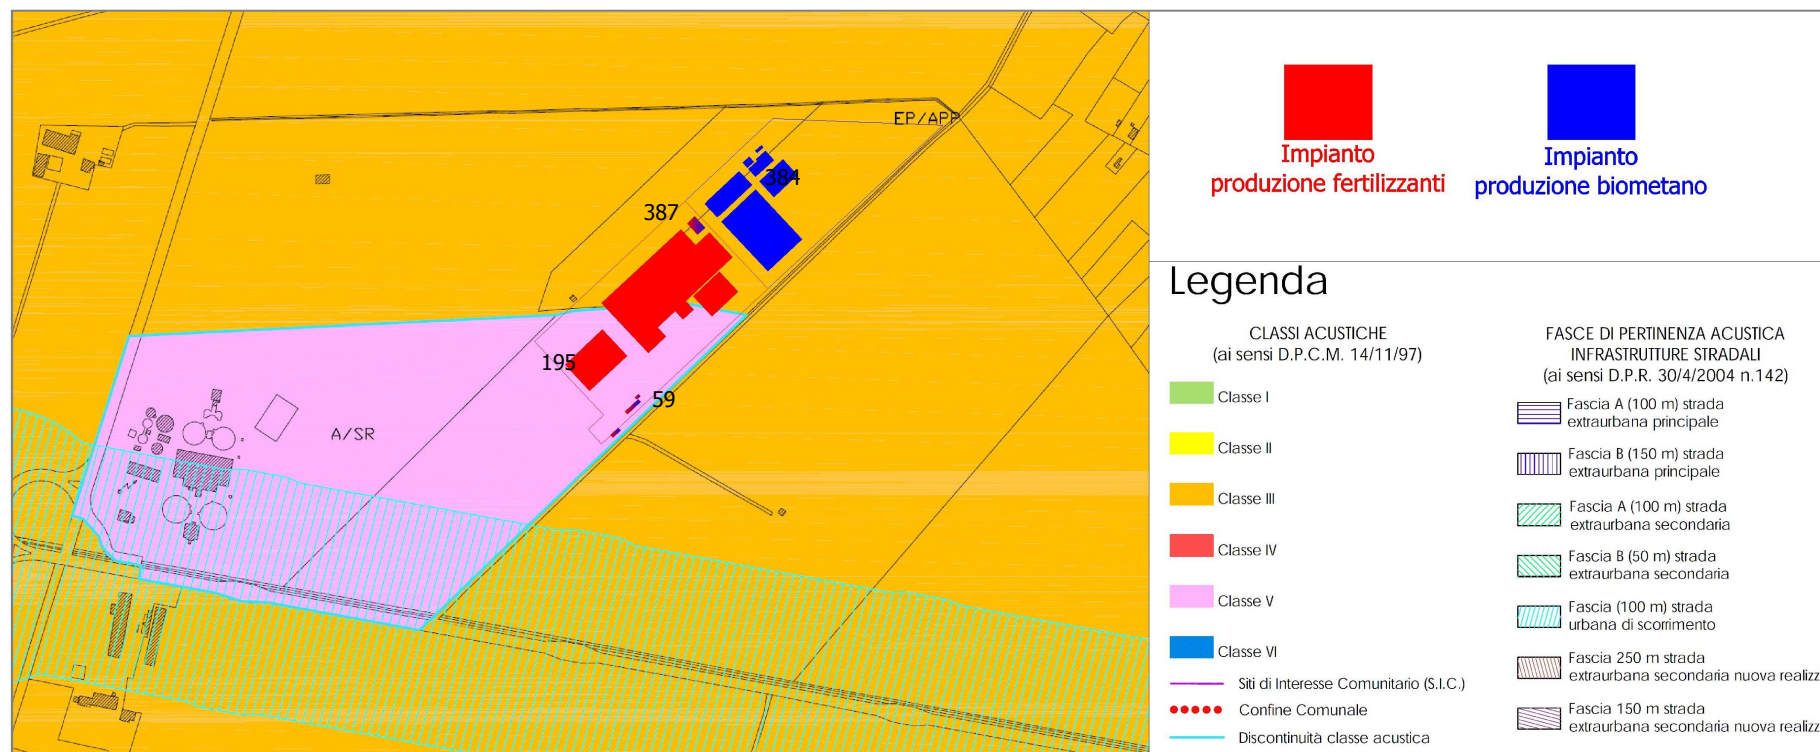 EP/APP
384
387
195
59
A/SR
Impianto
produzione fertilizzanti
Impianto
produzione biometano
Legenda
CLASSI ACUSTICHE
(ai sensi D.P.C.M. 14/11/97)
Classe I
Classe II
Classe III
Classe IV
Classe V
Classe VI
Siti di Interesse Comunitario (S.I.C.)
Confine Comunale
Discontinuità classe acustica
FASCE DI PERTINENZA ACUSTICA
INFRASTRUTTURE STRADALI
(ai sensi D.P.R. 30/4/2004 n.142)
Fascia A (100 m) strada
extraurbana principale
Fascia B (150 m) strada
extraurbana principale
Fascia A (100 m) strada
extraurbana secondaria
Fascia B (50 m) strada
extraurbana secondaria
Fascia (100 m) strada
urbana di scorrimento
Fascia 250 m strada
extraurbana secondaria nuova realizz
Fascia 150 m strada
extraurbana secondaria nuova realizz